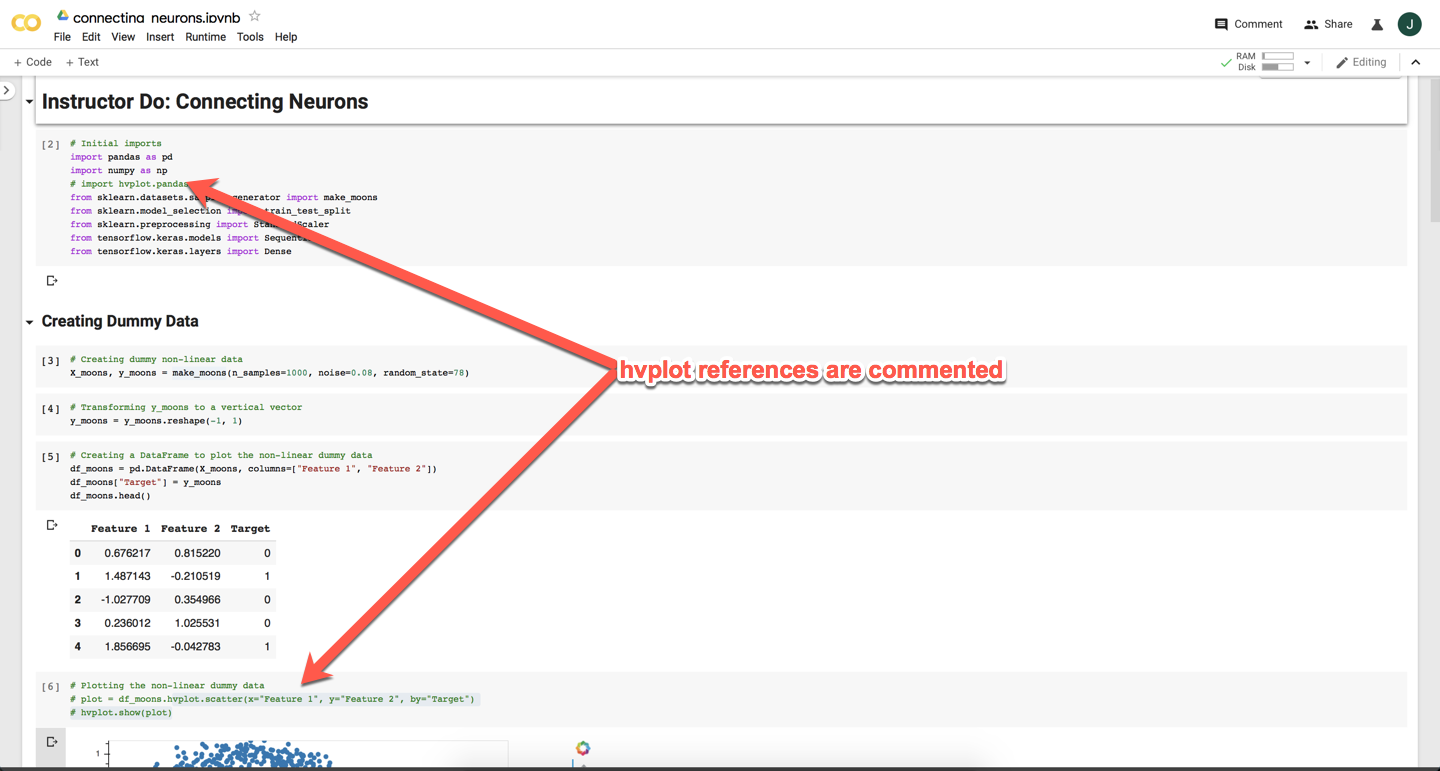 connecting_neurons.ipynb
File Edit View Insert Runtime Tools Help
Comment
Share
J
+ Code + Text
RAM
Disk
Editing
Instructor Do: Connecting Neurons
[2] # Initial imports
import pandas as pd
import numpy as np
# import hvplot.pandas
from sklearn.datasets. generator import make_moons
from sklearn.model_selection train_test_split
from sklearn.preprocessing import Scaler
from tensorflow.keras.models import
from tensorflow.keras.layers import Dense
Creating Dummy Data
[3] # Creating dummy non-linear data
X_moons, y_moons = make_moons(n_samples=1000, noise=0.08, random_state=78)
hvplot references are commented
[4] # Transforming y_moons to a vertical vector
y_moons = y_moons.reshape(-1, 1)
[5] # Creating a DataFrame to plot the non-linear dummy data
df_moons = pd.DataFrame(X_moons, columns=["Feature 1", "Feature 2"])
df_moons["Target"] = y_moons
df_moons.head()
Feature 1 Feature 2 Target
0 0.676217 0.815220 0
1 1.487143 -0.210519 1
2 -1.027709 0.354966 0
3 0.236012 1.025531 0
4 1.856695 -0.042783 1
[6] # Plotting the non-linear dummy data
# plot = df_moons.hvplot.scatter(x="Feature 1", y="Feature 2", by="Target")
# hvplot.show(plot)
1